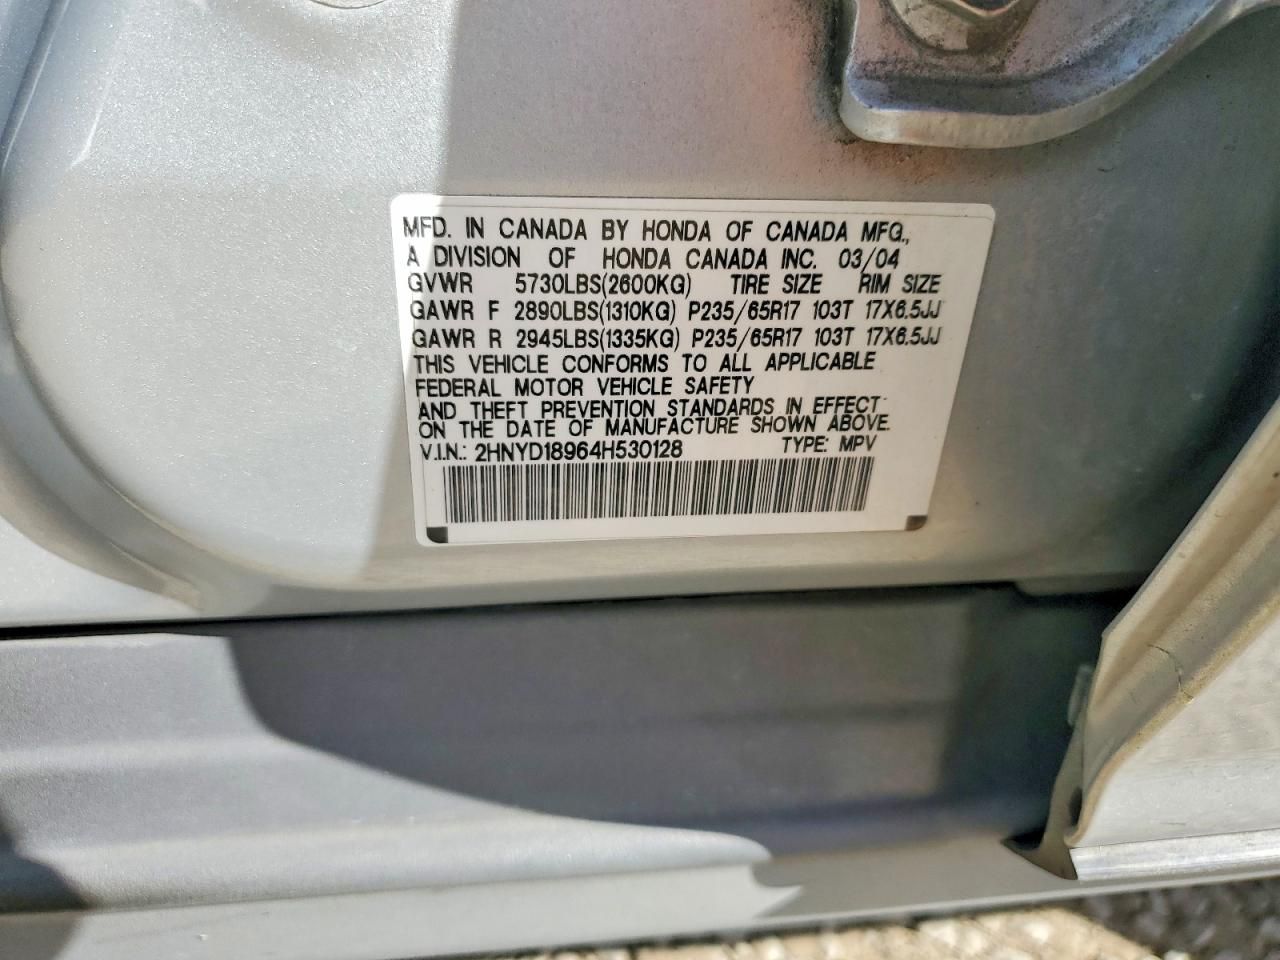 MFD. IN CANADA BY HONDA OF CANADA MFG.,
A DIVISION OF HONDA CANADA INC. 03/04
GVWR 5730LBS(2600KG) TIRE SIZE RIM SIZE
GAWR F 2890LBS(1310KG) P235/65R17 103T 17X6.5JJ
GAWR R 2945LBS(1335KG) P235/65R17 103T 17X6.5JJ
THIS VEHICLE CONFORMS TO ALL APPLICABLE
FEDERAL MOTOR VEHICLE SAFETY
AND THEFT PREVENTION STANDARDS IN EFFECT
ON THE DATE OF MANUFACTURE SHOWN ABOVE.
V.I.N.: 2HNYD18964H530128 TYPE: MPV